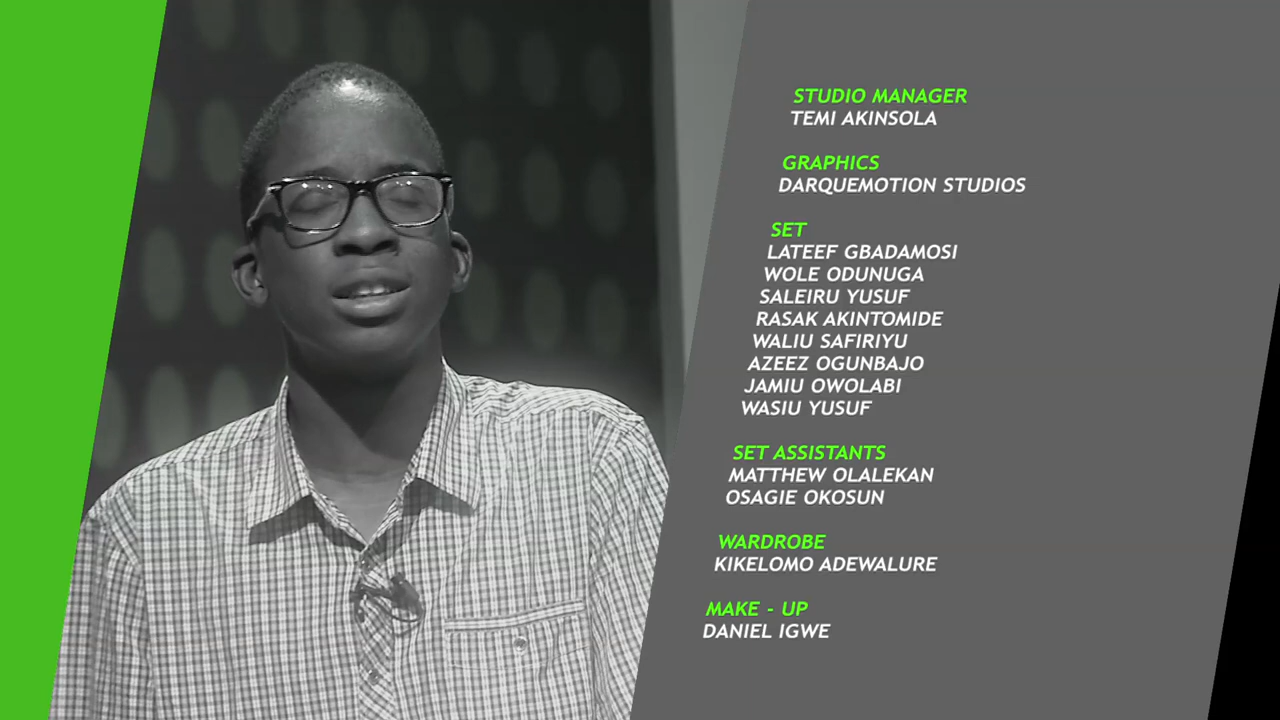 STUDIO MANAGER
TEMI AKINSOLA
GRAPHICS
DARQUEMOTION STUDIOS
SET
LATEEF GBADAMOSI
WOLE ODUNUGA
SALEIRU YUSUF
RASAK AKINTOMIDE
WALIU SAFIRIYU
AZEEZ OGUNBAJO
JAMIU OWOLABI
WASIU YUSUF
SET ASSISTANTS
MATTHEW OLALEKAN
OSAGIE OKOSUN
WARDROBE
KIKELOMO ADEWALURE
MAKE - UP
DANIEL IGWE